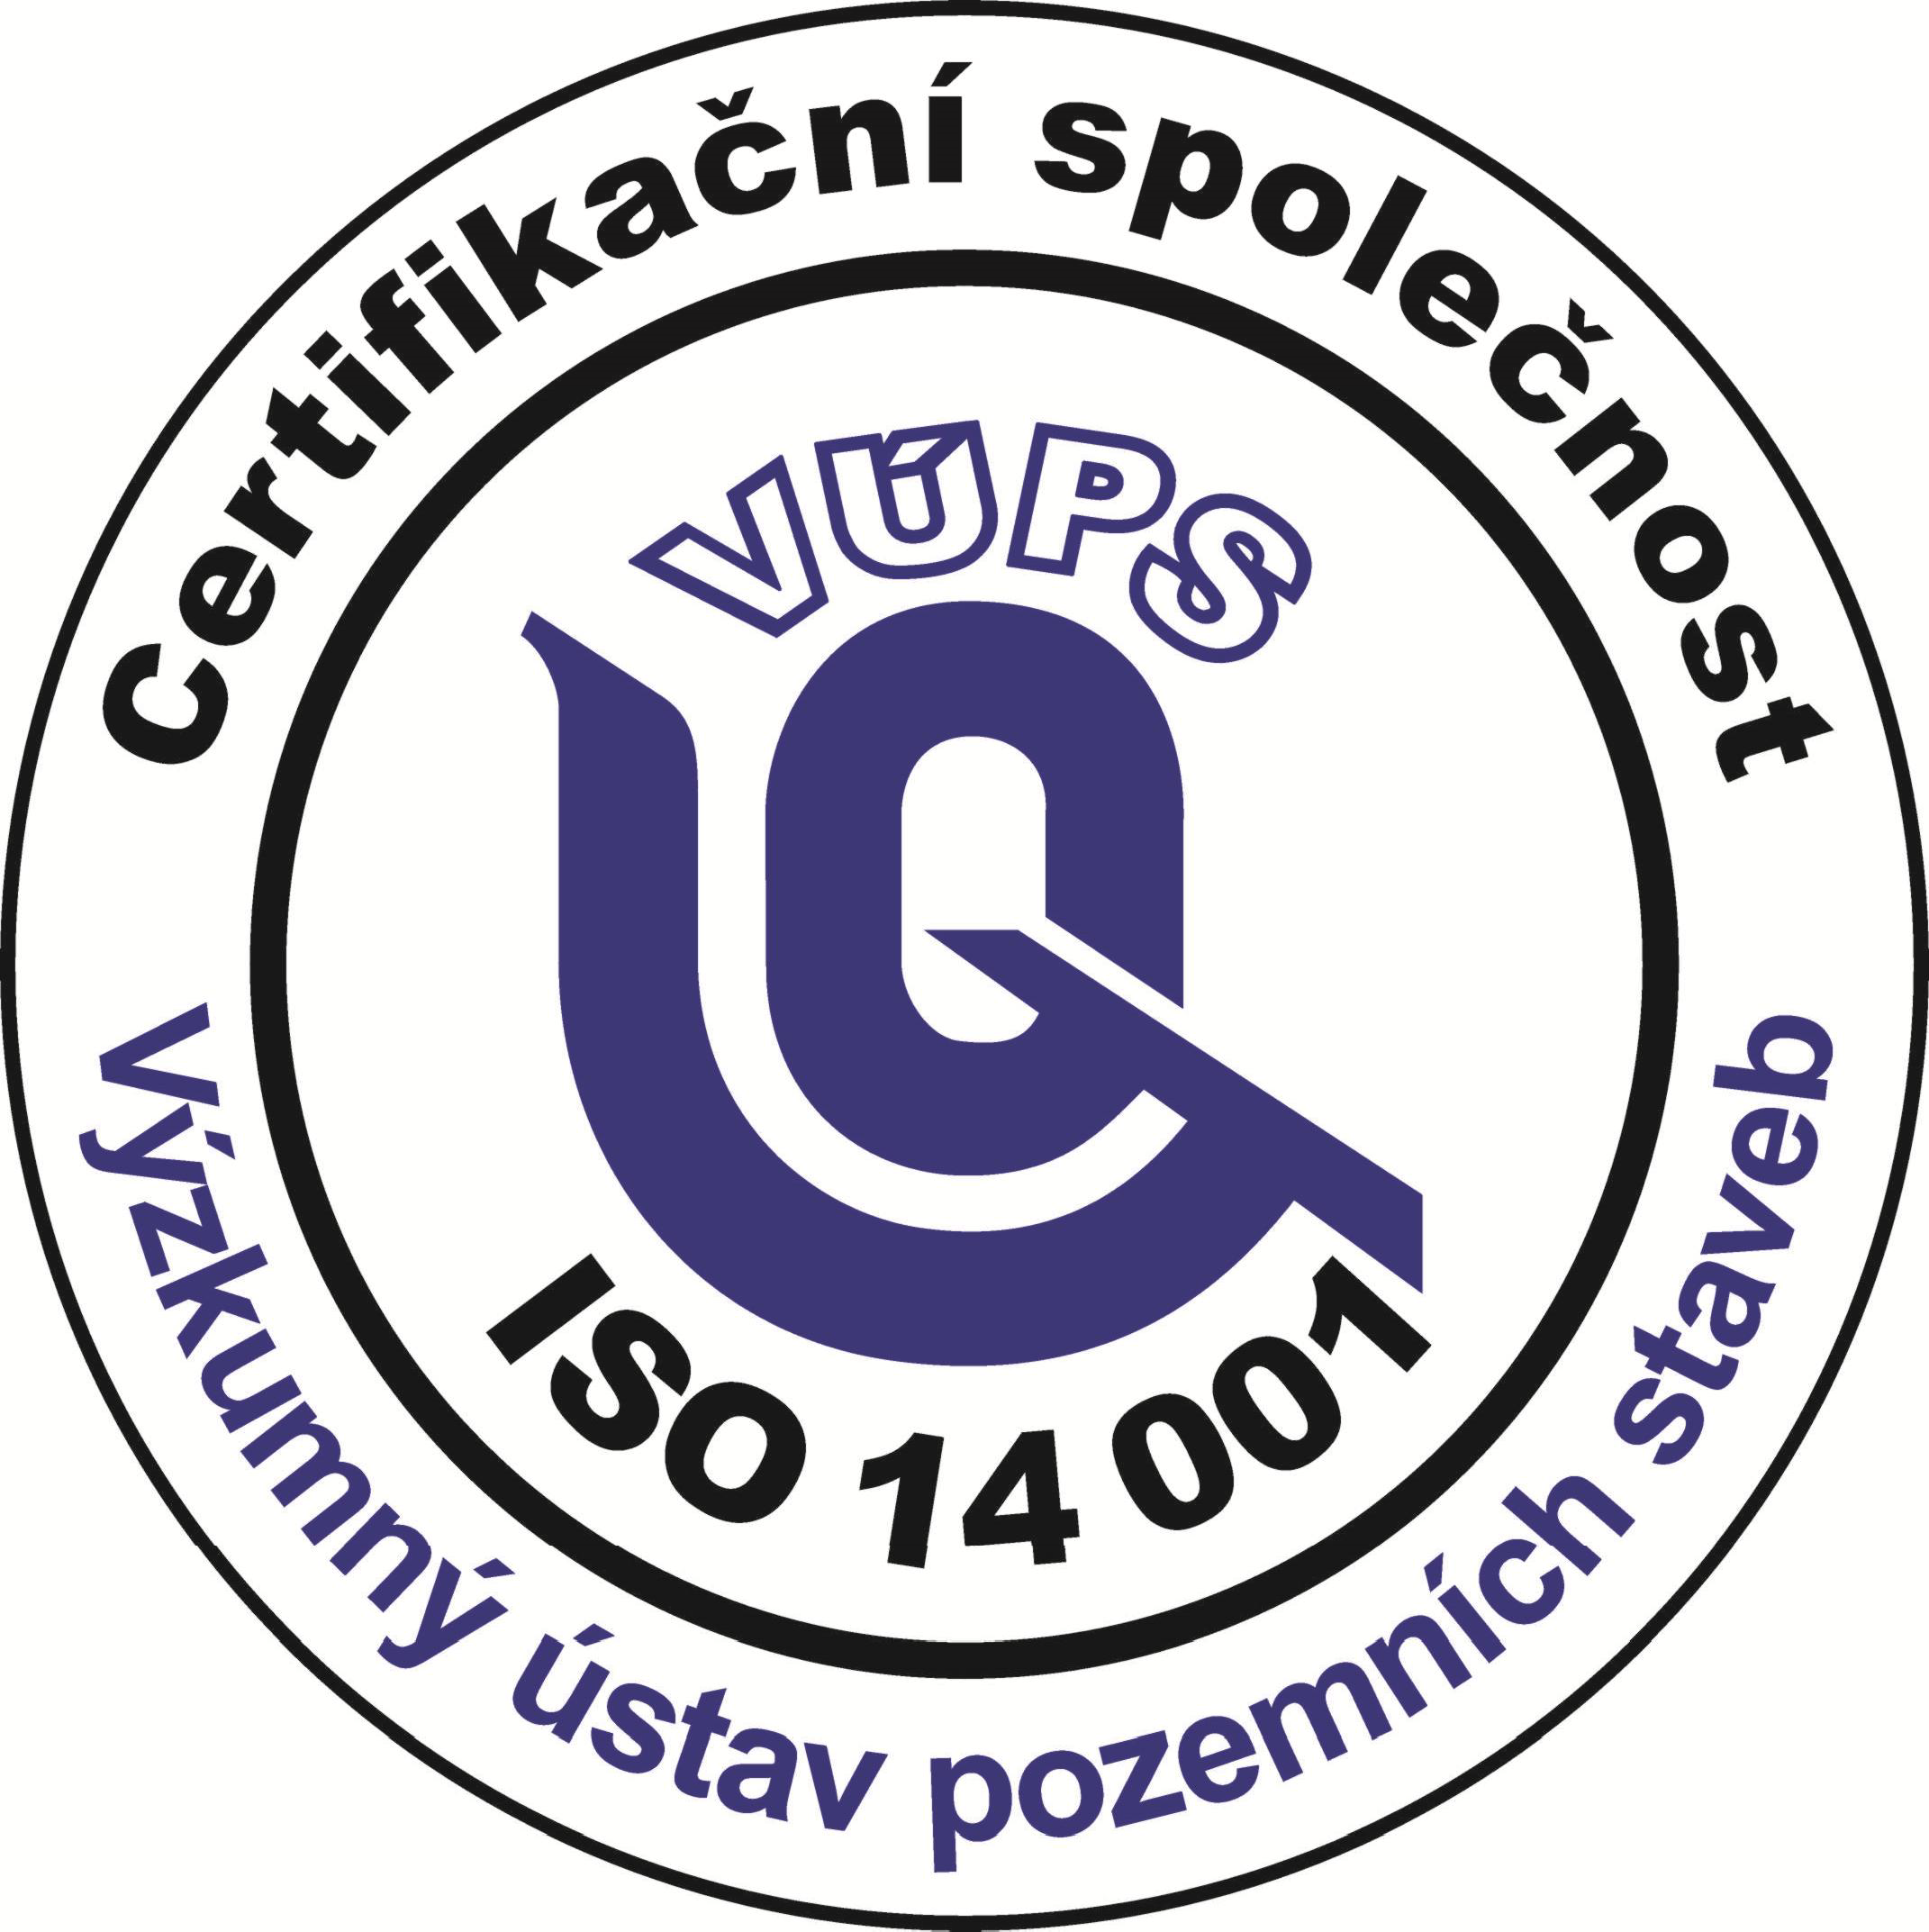 Certifikační společnost
VÚPS
ISO 14 001
Výzkumný ústav pozemních staveb